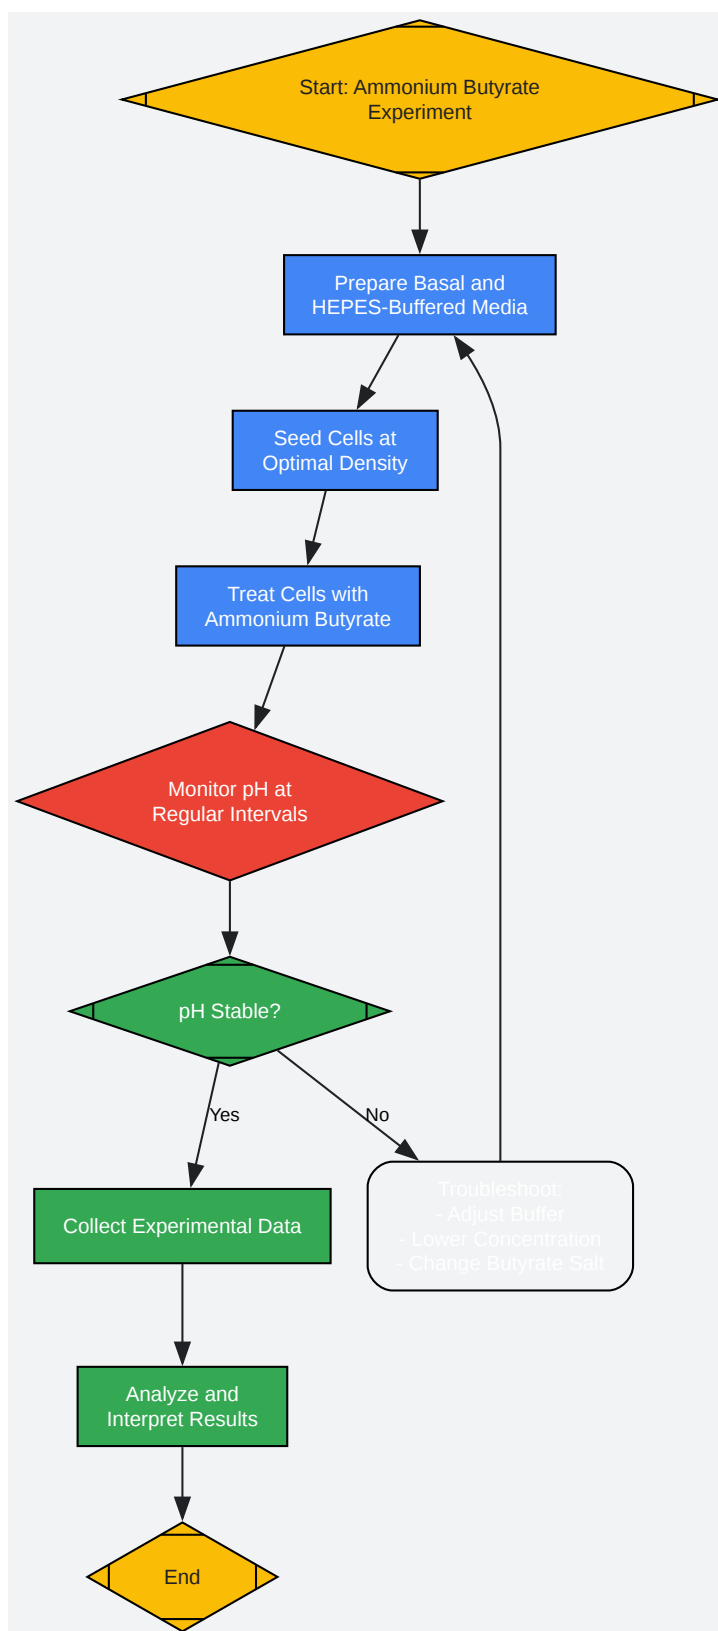 Start: Ammonium Butyrate
Experiment
Prepare Basal and
HEPES-Buffered Media
Seed Cells at
Optimal Density
Treat Cells with
Ammonium Butyrate
Monitor pH at
Regular Intervals
pH Stable?
Yes
No
Collect Experimental Data
Troubleshoot:
- Adjust Buffer
- Lower Concentration
- Change Butyrate Salt
Analyze and
Interpret Results
End